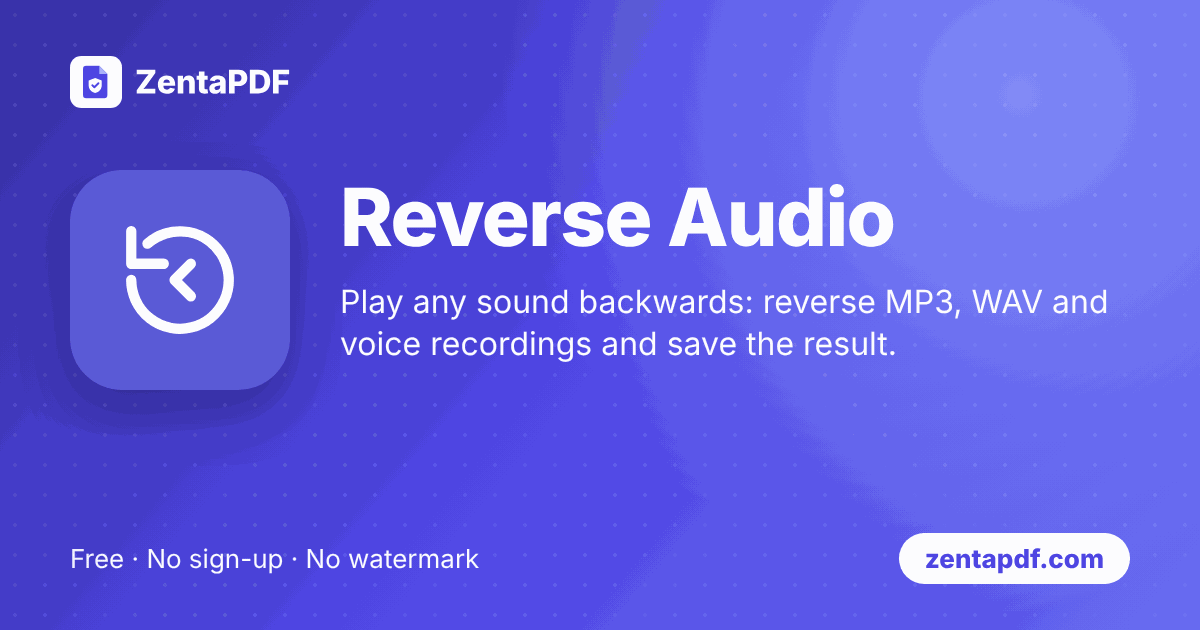 ZentaPDF
Reverse Audio
Play any sound backwards: reverse MP3, WAV and
voice recordings and save the result.
Free · No sign-up · No watermark
zentapdf.com